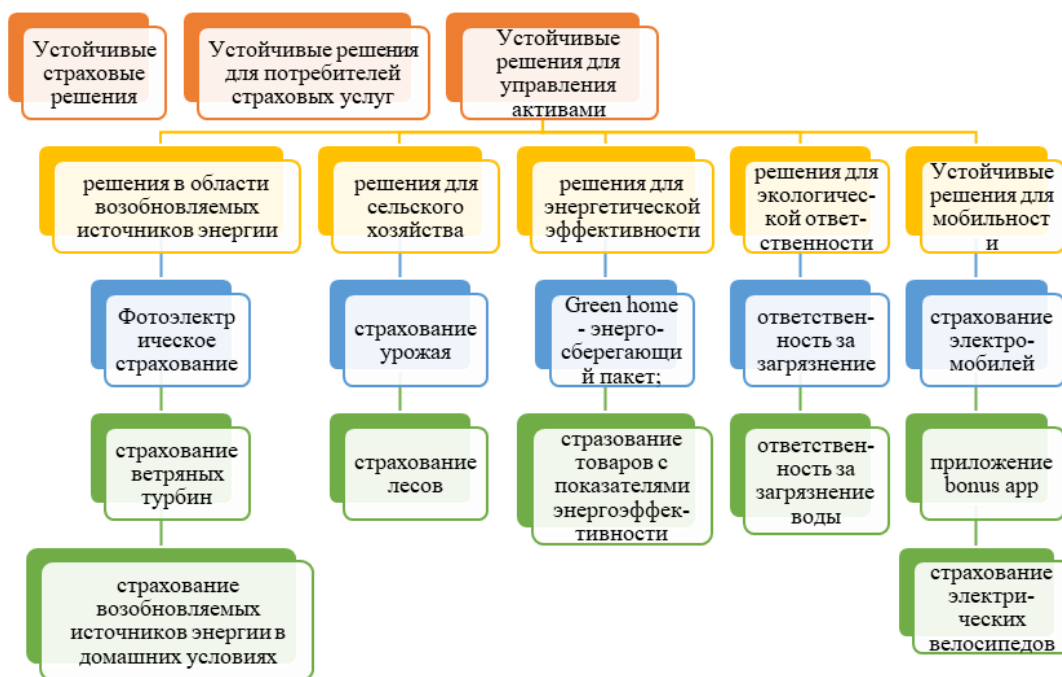 Устойчивые
страховые
решения
Устойчивые решения
для потребителей
страховых услуг
Устойчивые
решения для
управления
активами
решения в области
возобновляемых
источников энергии
решения для
сельского
хозяйства
решения для
энергетической
эффективности
решения для
экологичес-
кой ответ-
ственности
Устойчивые
решения для
мобильност
и
Фотоэлектр
ическое
страхование
страхование
урожая
Green home
- энерго-
сберегающи
й пакет;
ответствен-
ность за
загрязнение
страхование
электро-
мобилей
страхование
ветряных
турбин
страхование
лесов
стразование
товаров с
показателями
энергоэффек-
тивности
ответствен-
ность за
загрязнение
воды
приложение
bonus app
страхование
возобновляемых
источников энергии в
домашних условиях
страхование
электри-
ческих
велосипедов